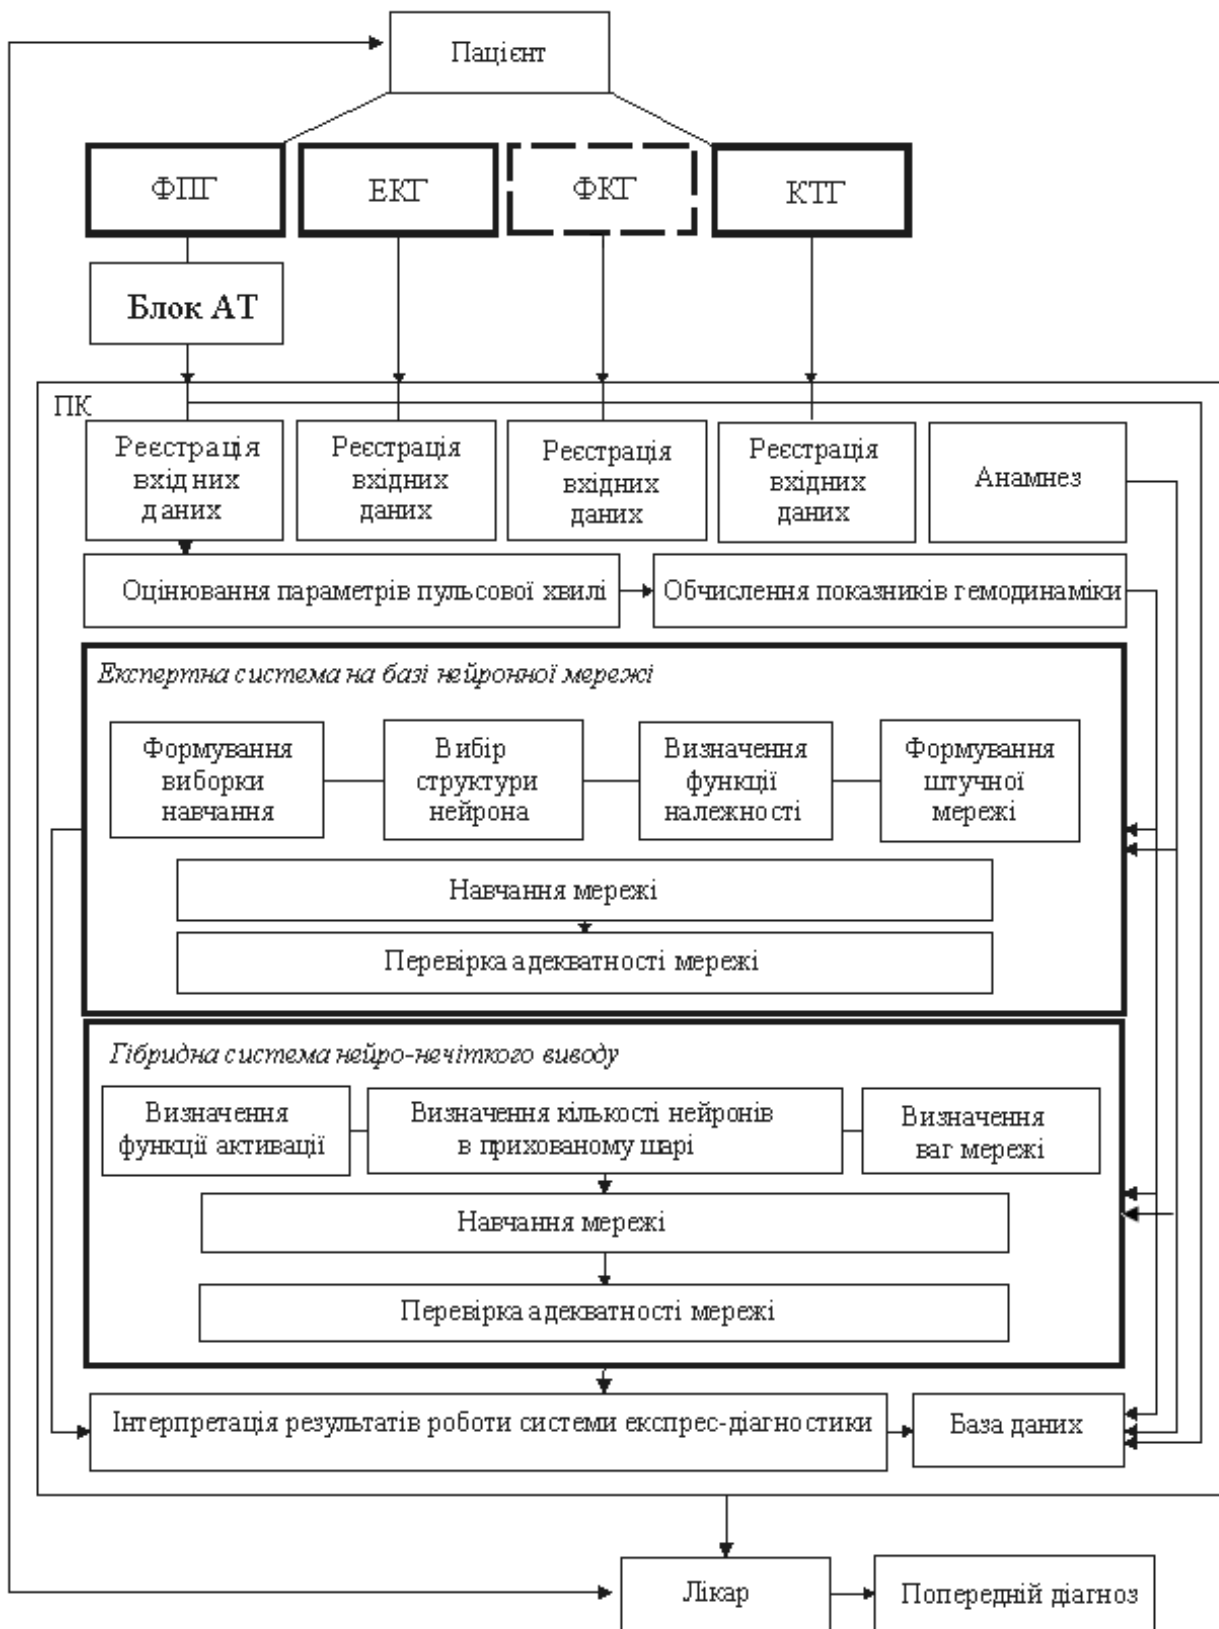 Пацієнт
ФПГ
ЕКГ
ФКГ
КТГ
Блок АТ
ПК
Реєстрація
вхідних
даних
Реєстрація
вхідних
даних
Реєстрація
вхідних
даних
Реєстрація
вхідних
даних
Анамнез
Оцінювання параметрів пульсової хвилі
Обчислення показників гемодинаміки
Експертна система на базі нейронної мережі
Формування
виборки
навчання
Вибір
структури
нейрона
Визначення
функції
належності
Формування
штучної
мережі
Навчання мережі
Перевірка адекватності мережі
Гібридна система нейро-нечіткого виводу
Визначення
функції активації
Визначення кількості нейронів
в прихованому шарі
Визначення
ваг мережі
Навчання мережі
Перевірка адекватності мережі
Інтерпретація результатів роботи системи експрес-діагностики
База даних
Лікар
Попередній діагноз